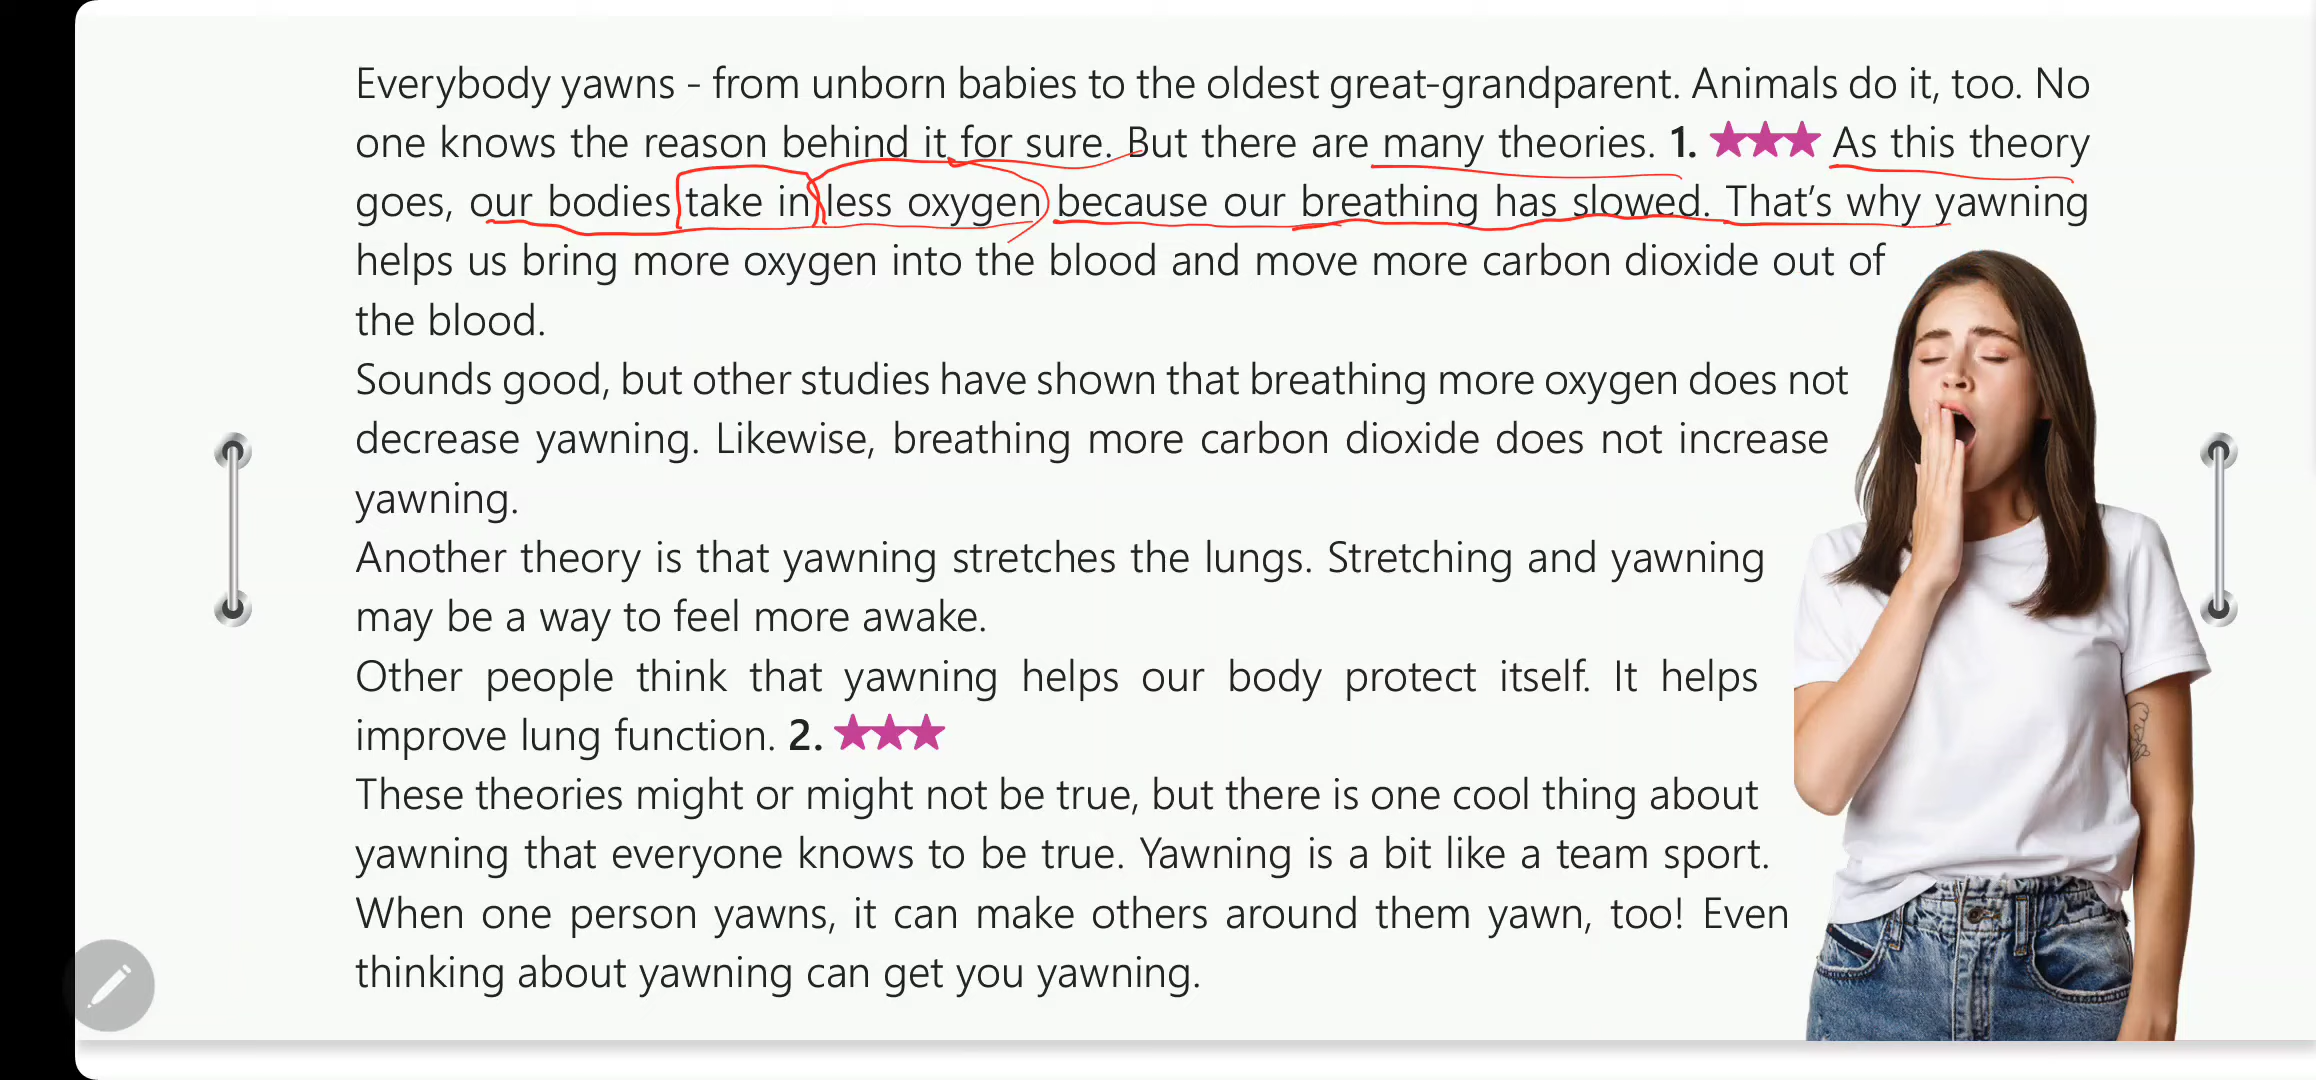 Everybody yawns - from unborn babies to the oldest great-grandparent. Animals do it, too. No
one knows the reason behind it for sure. But there are many theories. 1. ★★★ As this theory
goes, our bodies take in less oxygen because our breathing has slowed. That's why yawning
helps us bring more oxygen into the blood and move more carbon dioxide out of
the blood.
Sounds good, but other studies have shown that breathing more oxygen does not
decrease yawning. Likewise, breathing more carbon dioxide does not increase
yawning.
Another theory is that yawning stretches the lungs. Stretching and yawning
may be a way to feel more awake.
Other people think that yawning helps our body protect itself. It helps
improve lung function. 2. ★★★
These theories might or might not be true, but there is one cool thing about
yawning that everyone knows to be true. Yawning is a bit like a team sport.
When one person yawns, it can make others around them yawn, too! Even
thinking about yawning can get you yawning.